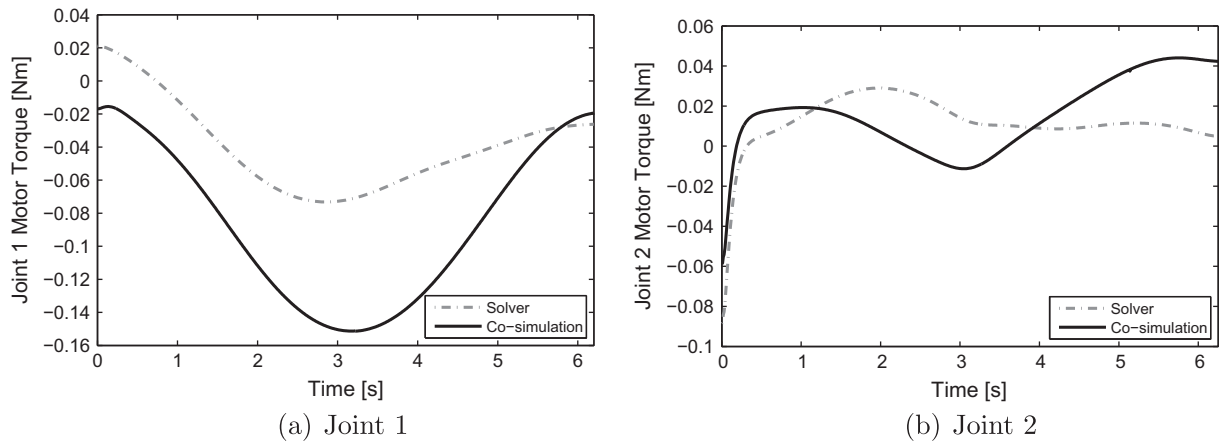 0.04
0.02
0
−0.02
−0.04
−0.06
−0.08
−0.1
−0.12
−0.14
−0.16
Joint 1 Motor Torque [Nm]
Solver
Co-simulation
0 1 2 3 4 5 6
Time [s]
(a) Joint 1
0.06
0.04
0.02
0
−0.02
−0.04
−0.06
−0.08
−0.1
Joint 2 Motor Torque [Nm]
Solver
Co-simulation
0 1 2 3 4 5 6
Time [s]
(b) Joint 2